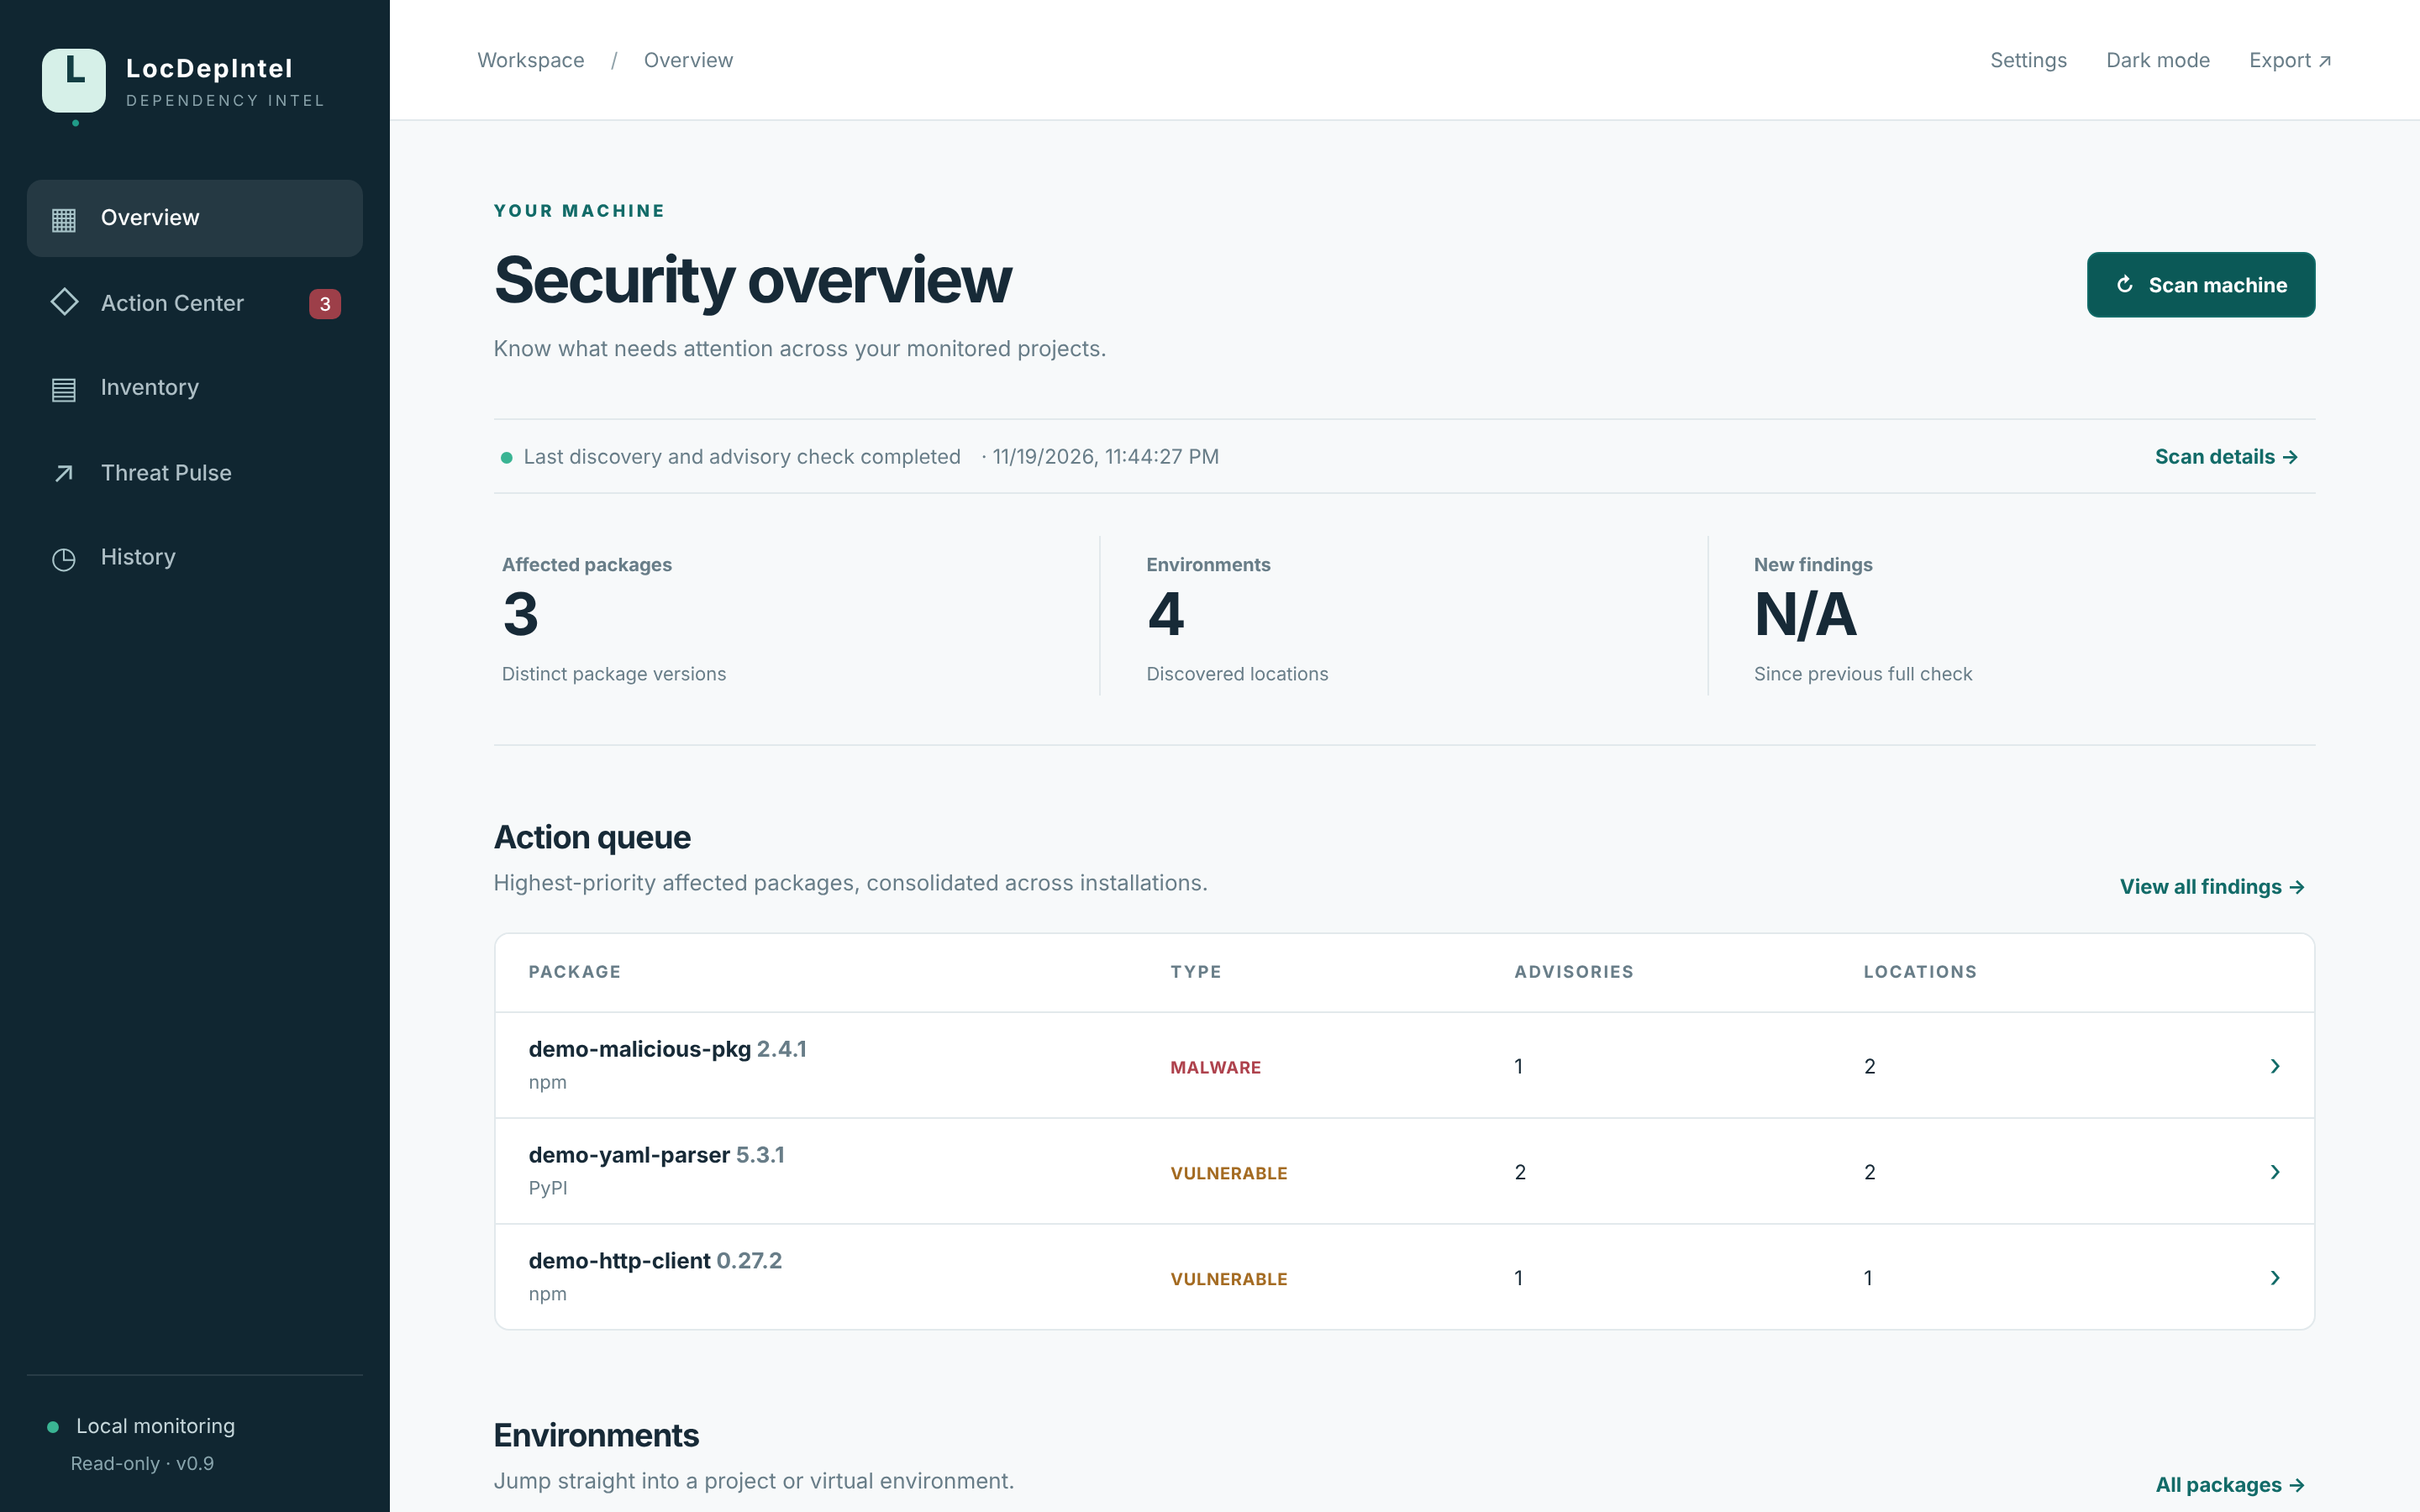 L
LocDepIntel
DEPENDENCY INTEL
Overview
Action Center 3
Inventory
Threat Pulse
History
Local monitoring
Read-only · v0.9
Workspace / Overview
Settings Dark mode Export ↗
YOUR MACHINE
Security overview
Know what needs attention across your monitored projects.
↻ Scan machine
Last discovery and advisory check completed · 11/19/2026, 11:44:27 PM
Scan details →
Affected packages
3
Distinct package versions
Environments
4
Discovered locations
New findings
N/A
Since previous full check
Action queue
Highest-priority affected packages, consolidated across installations.
View all findings →
PACKAGE TYPE ADVISORIES LOCATIONS
demo-malicious-pkg 2.4.1
npm
MALWARE 1 2 ›
demo-yaml-parser 5.3.1
PyPI
VULNERABLE 2 2 ›
demo-http-client 0.27.2
npm
VULNERABLE 1 1 ›
Environments
Jump straight into a project or virtual environment.
All packages →